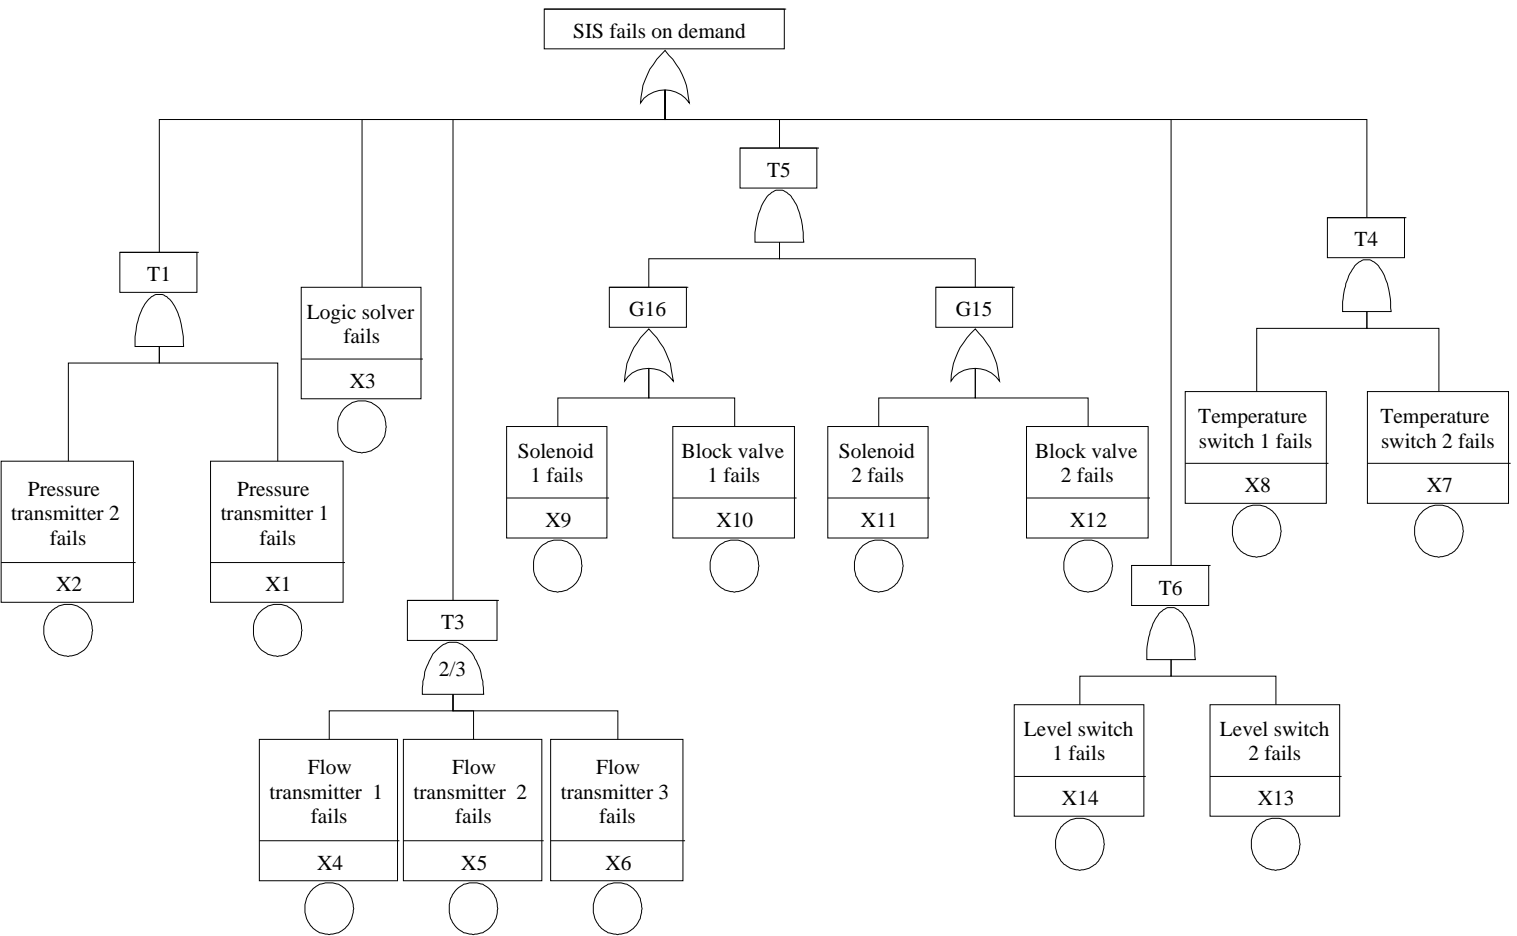 SIS fails on demand
T5
T4
T1
G16
G15
Logic solver
fails
X3
Temperature
switch 1 fails
X8
Temperature
switch 2 fails
X7
Solenoid
1 fails
X9
Block valve
1 fails
X10
Solenoid
2 fails
X11
Block valve
2 fails
X12
Pressure
transmitter 2
fails
X2
Pressure
transmitter 1
fails
X1
T6
T3
2/3
Level switch
1 fails
X14
Level switch
2 fails
X13
Flow
transmitter 1
fails
X4
Flow
transmitter 2
fails
X5
Flow
transmitter 3
fails
X6